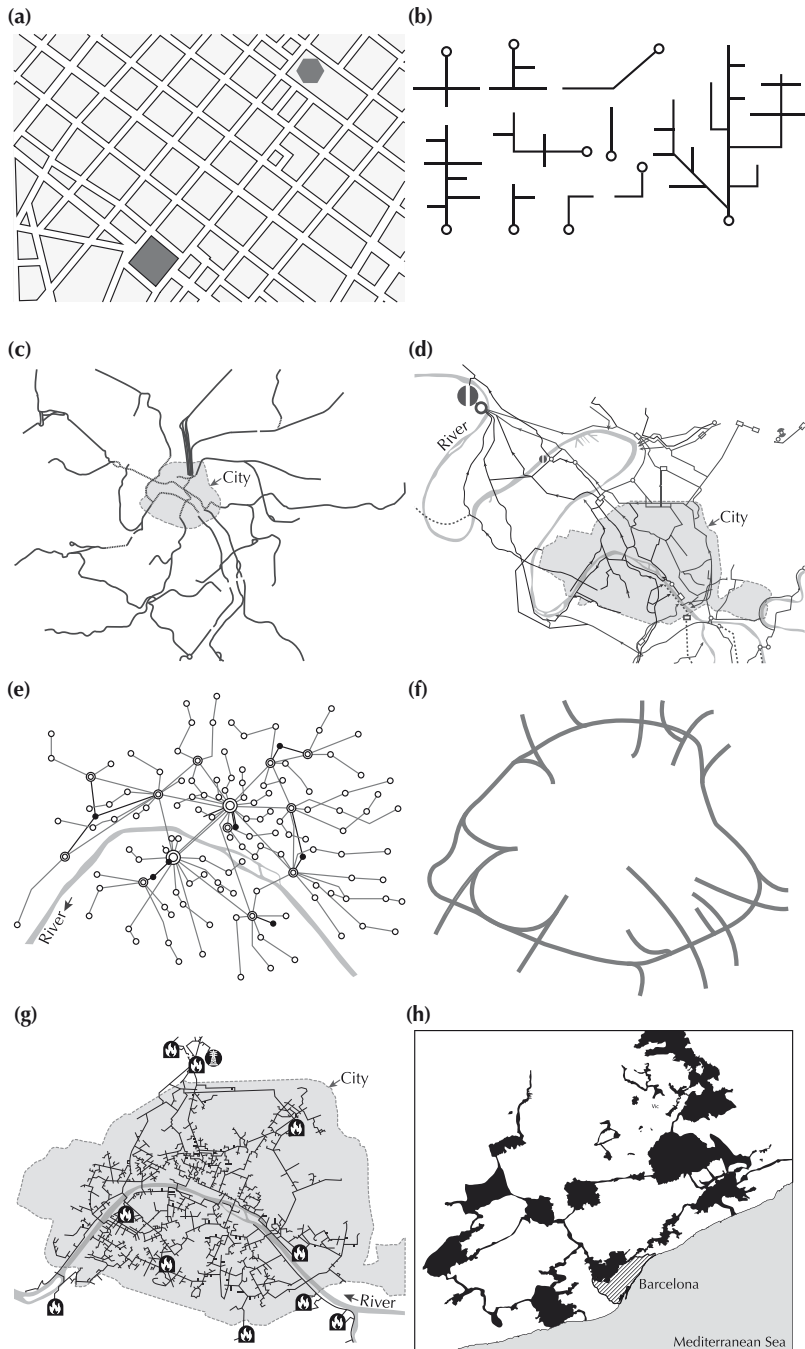 (a)
(b)
(c)
City
(d)
River
City
(e)
River
(f)
(g)
City
River
(h)
Vic
Barcelona
Mediterranean Sea